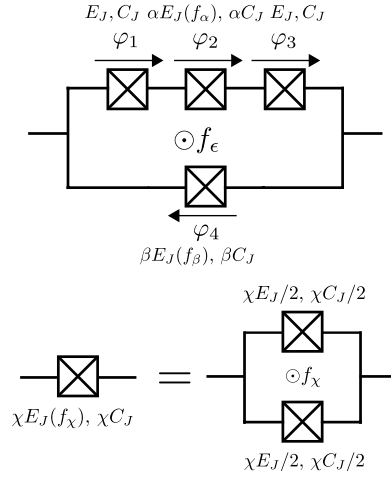 E_J, C_J αE_J(f_α), αC_J E_J, C_J
φ_1 φ_2 φ_3
⊙f_ϵ
φ_4
βE_J(f_β), βC_J
χE_J/2, χC_J/2
= ⊙f_χ
χE_J(f_χ), χC_J
χE_J/2, χC_J/2